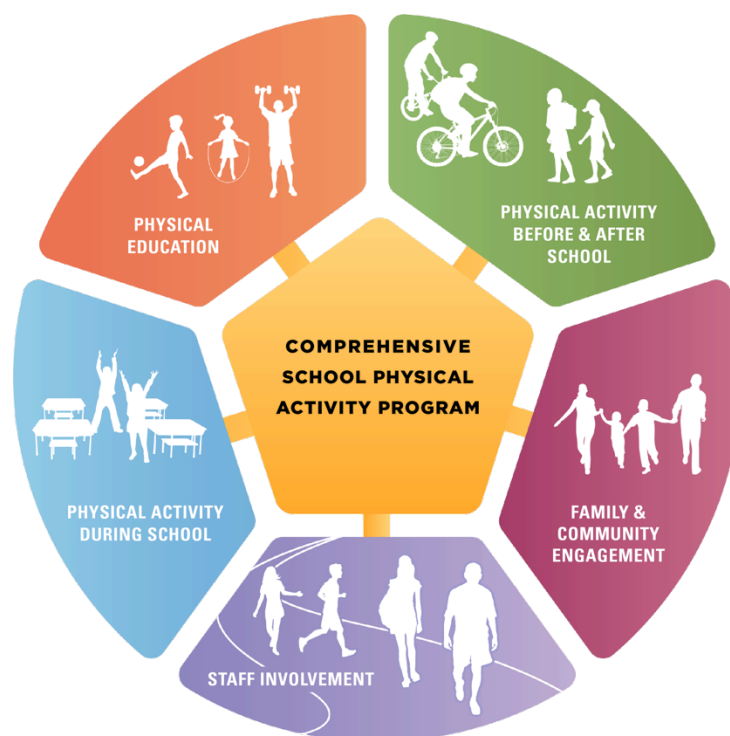 PHYSICAL
EDUCATION
PHYSICAL ACTIVITY
BEFORE & AFTER
SCHOOL
COMPREHENSIVE
SCHOOL PHYSICAL
ACTIVITY PROGRAM
PHYSICAL ACTIVITY
DURING SCHOOL
FAMILY &
COMMUNITY
ENGAGEMENT
STAFF INVOLVEMENT